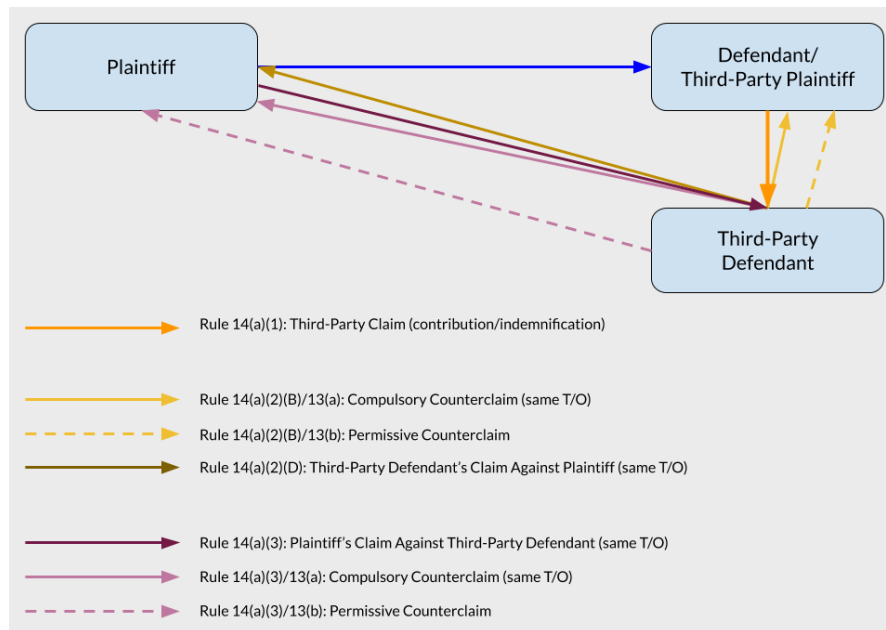 Plaintiff
Defendant/
Third-Party Plaintiff
Third-Party
Defendant
Rule 14(a)(1): Third-Party Claim (contribution/indemnification)
Rule 14(a)(2)(B)/13(a): Compulsory Counterclaim (same T/O)
Rule 14(a)(2)(B)/13(b): Permissive Counterclaim
Rule 14(a)(2)(D): Third-Party Defendant's Claim Against Plaintiff (same T/O)
Rule 14(a)(3): Plaintiff's Claim Against Third-Party Defendant (same T/O)
Rule 14(a)(3)/13(a): Compulsory Counterclaim (same T/O)
Rule 14(a)(3)/13(b): Permissive Counterclaim